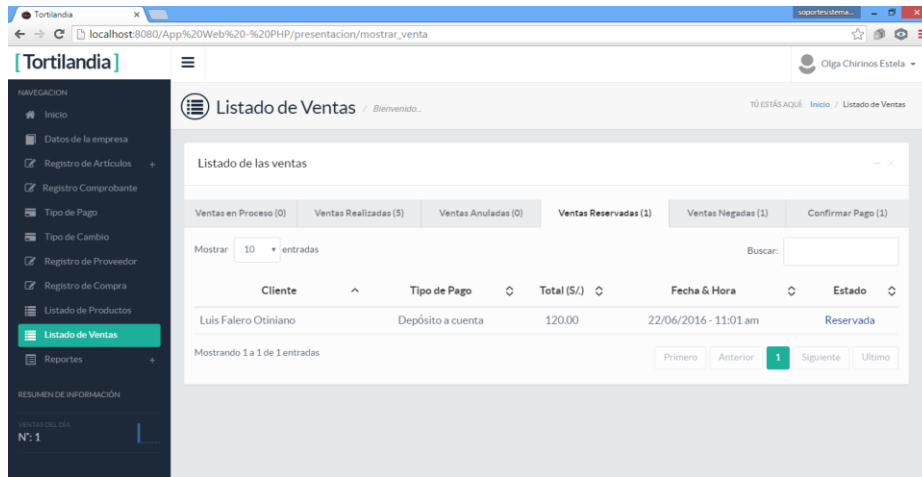 Tortilandia
soportesistema...
localhost:8080/App%20Web%20-%20PHP/presentacion/mostrar_venta
[Tortilandia]
Olga Chirinos Estela
NAVEGACION
Inicio
Datos de la empresa
Registro de Artículos +
Registro Comprobante
Tipo de Pago
Tipo de Cambio
Registro de Proveedor
Registro de Compra
Listado de Productos
Listado de Ventas
Reportes +
RESUMEN DE INFORMACIÓN
VENTAS DEL DÍA
N°: 1
Listado de Ventas / Bienvenido...
TÚ ESTÁS AQUÍ: Inicio / Listado de Ventas
Listado de las ventas
Ventas en Proceso (0) Ventas Realizadas (5) Ventas Anuladas (0) Ventas Reservadas (1) Ventas Negadas (1) Confirmar Pago (1)
Mostrar 10 entradas Buscar:
Cliente Tipo de Pago Total (S/.) Fecha & Hora Estado
Luis Falero Otiniano Depósito a cuenta 120.00 22/06/2016 - 11:01 am Reservada
Mostrando 1 a 1 de 1 entradas
Primero Anterior 1 Siguiente Ultimo